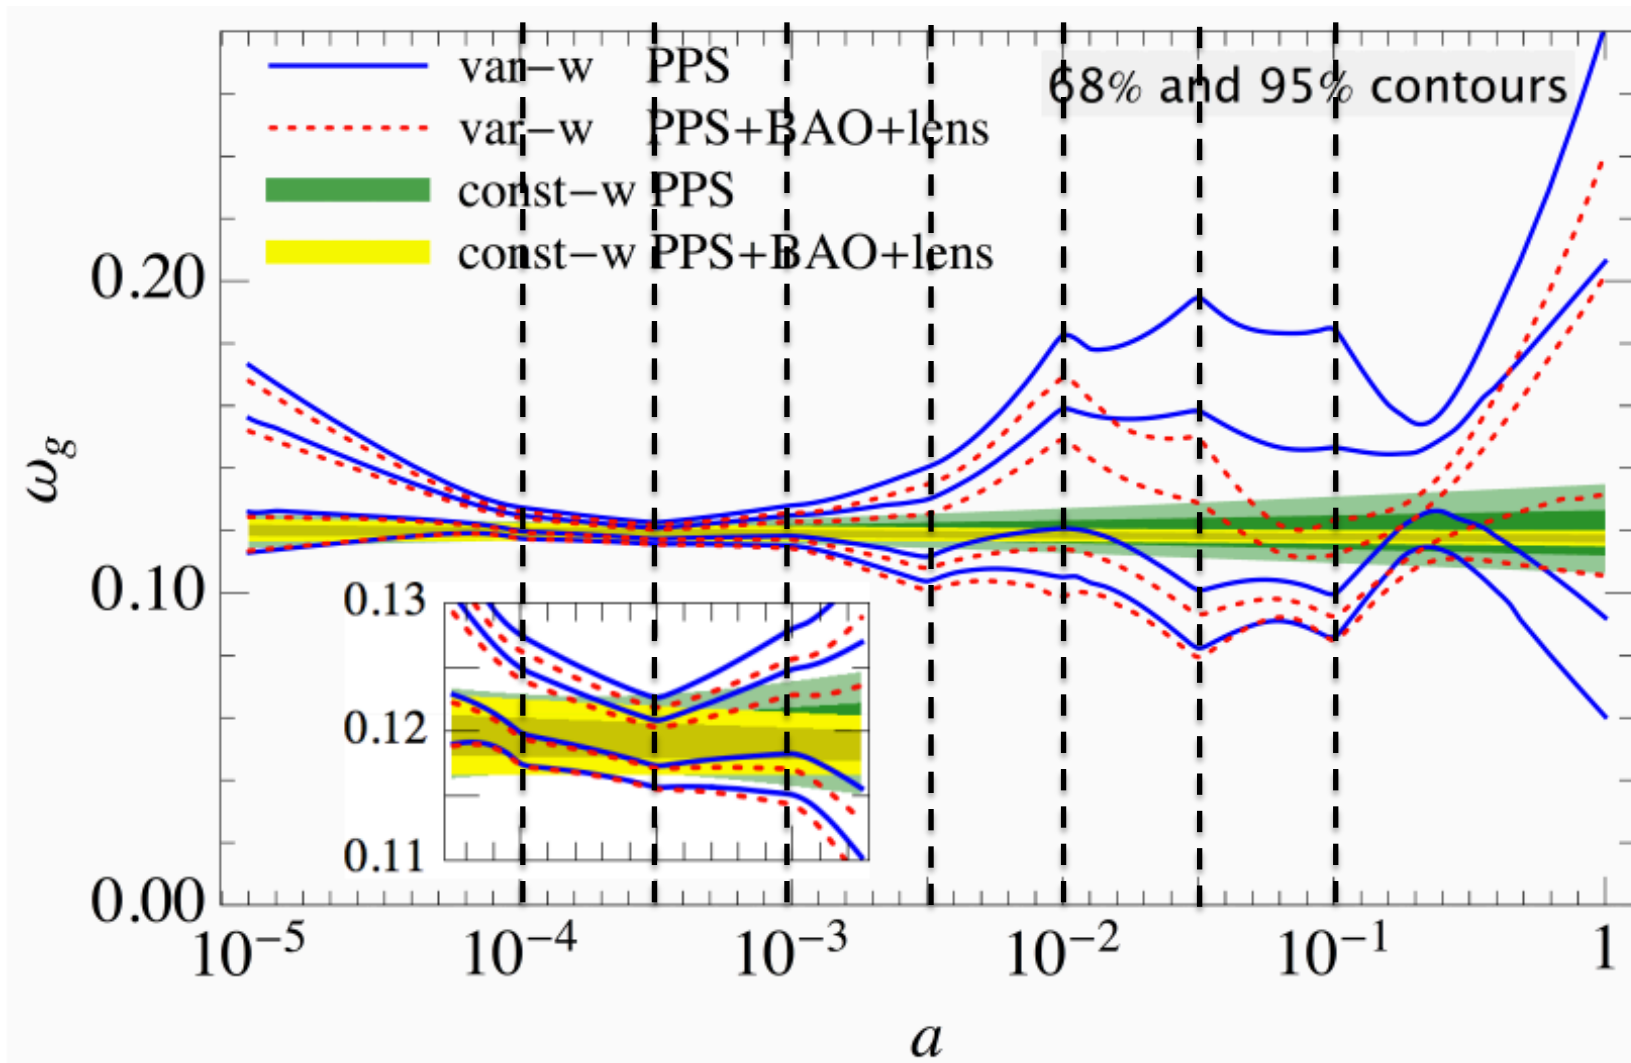 var−w PPS
68% and 95% contours
var−w PPS+BAO+lens
const−w PPS
const−w PPS+BAO+lens
0.20
ω_g
0.10
0.13
0.12
0.11
0.00
10⁻⁵ 10⁻⁴ 10⁻³ 10⁻² 10⁻¹ 1
a